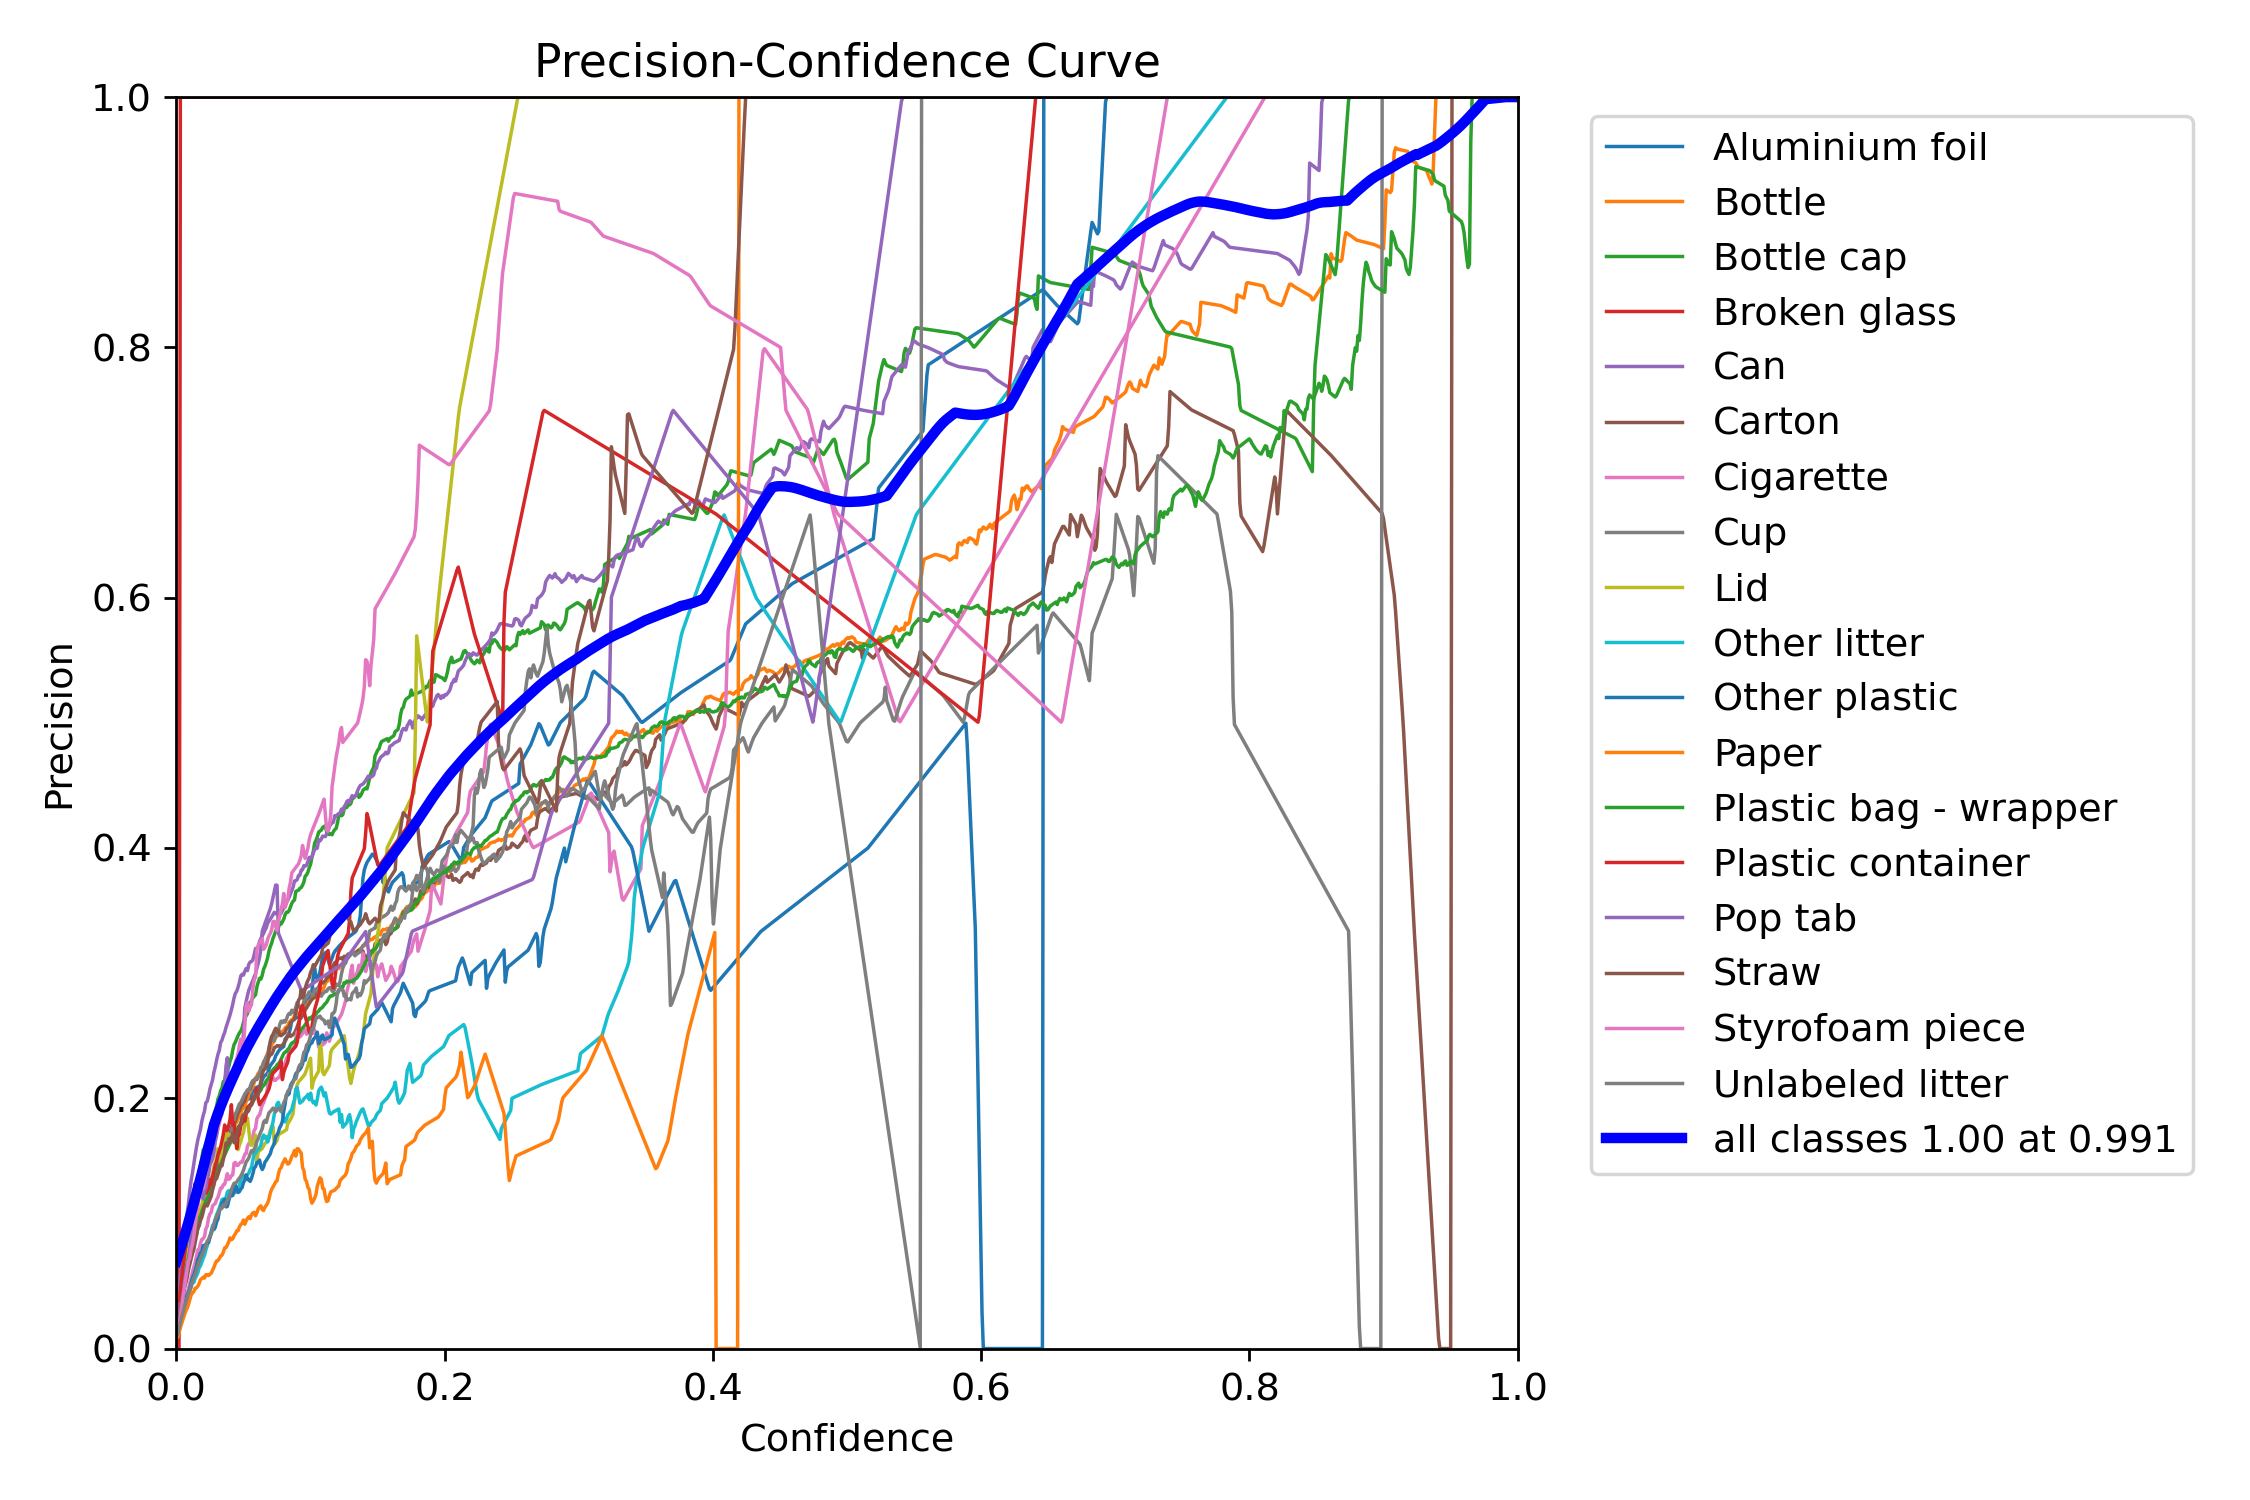 Precision-Confidence Curve
1.0
0.8
0.6
0.4
0.2
0.0
Precision
0.0 0.2 0.4 0.6 0.8 1.0
Confidence
Aluminium foil
Bottle
Bottle cap
Broken glass
Can
Carton
Cigarette
Cup
Lid
Other litter
Other plastic
Paper
Plastic bag - wrapper
Plastic container
Pop tab
Straw
Styrofoam piece
Unlabeled litter
all classes 1.00 at 0.991